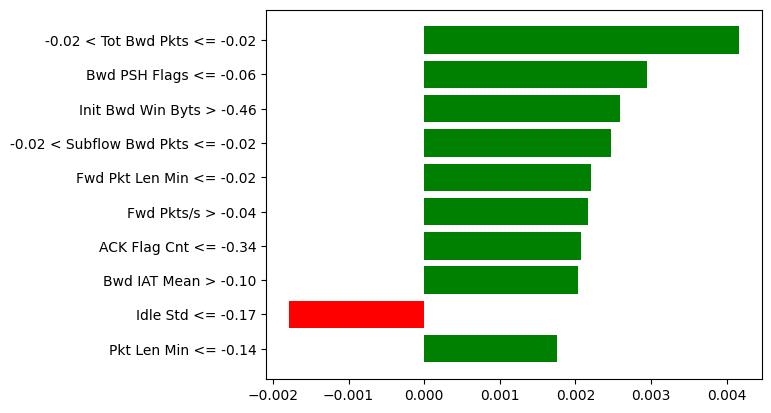 -0.02 < Tot Bwd Pkts <= -0.02
Bwd PSH Flags <= -0.06
Init Bwd Win Byts > -0.46
-0.02 < Subflow Bwd Pkts <= -0.02
Fwd Pkt Len Min <= -0.02
Fwd Pkts/s > -0.04
ACK Flag Cnt <= -0.34
Bwd IAT Mean > -0.10
Idle Std <= -0.17
Pkt Len Min <= -0.14
−0.002 −0.001 0.000 0.001 0.002 0.003 0.004